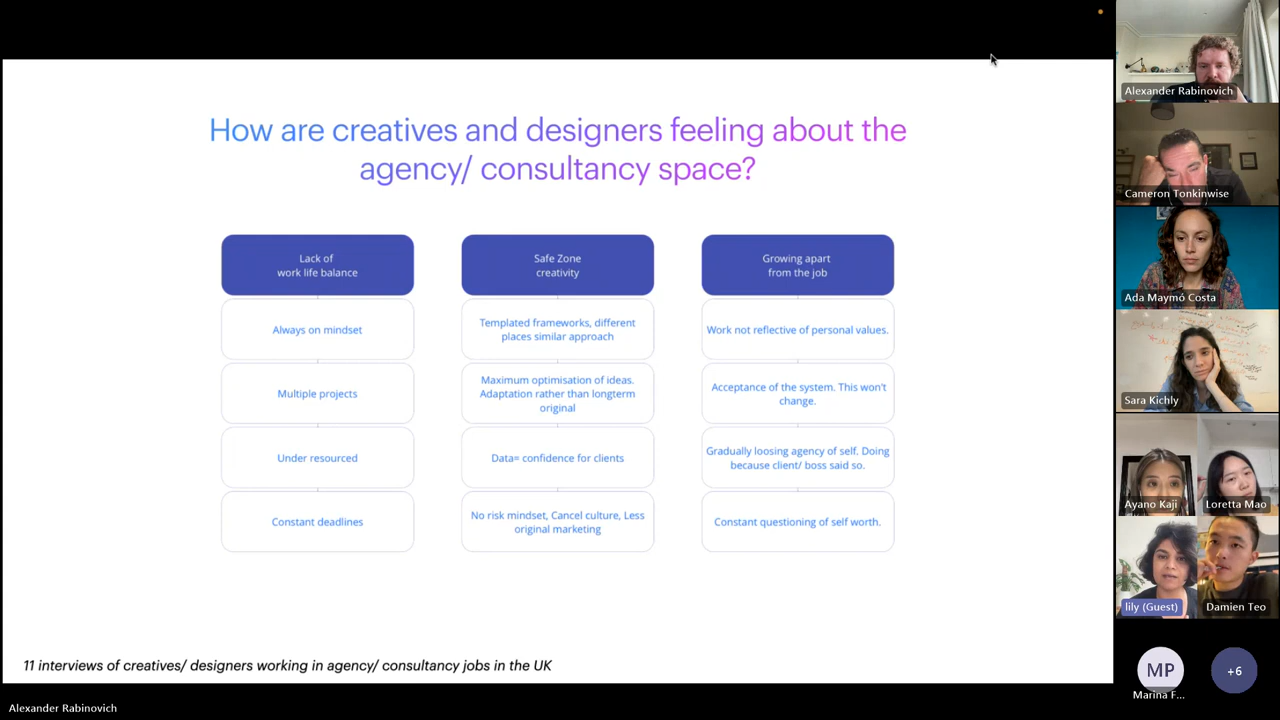 How are creatives and designers feeling about the
agency/ consultancy space?
Lack of
work life balance
Always on mindset
Multiple projects
Under resourced
Constant deadlines
Safe Zone
creativity
Templated frameworks, different
places similar approach
Maximum optimisation of ideas.
Adaptation rather than longterm
original
Data= confidence for clients
No risk mindset, Cancel culture, Less
original marketing
Growing apart
from the job
Work not reflective of personal values.
Acceptance of the system. This won't
change.
Gradually loosing agency of self. Doing
because client/ boss said so.
Constant questioning of self worth.
11 interviews of creatives/ designers working in agency/ consultancy jobs in the UK
Alexander Rabinovich
Alexander Rabinovich
Cameron Tonkinwise
Ada Maymó Costa
Sara Kichly
Ayano Kaji
Loretta Mao
lily (Guest)
Damien Teo
MP
Marina F...
+6